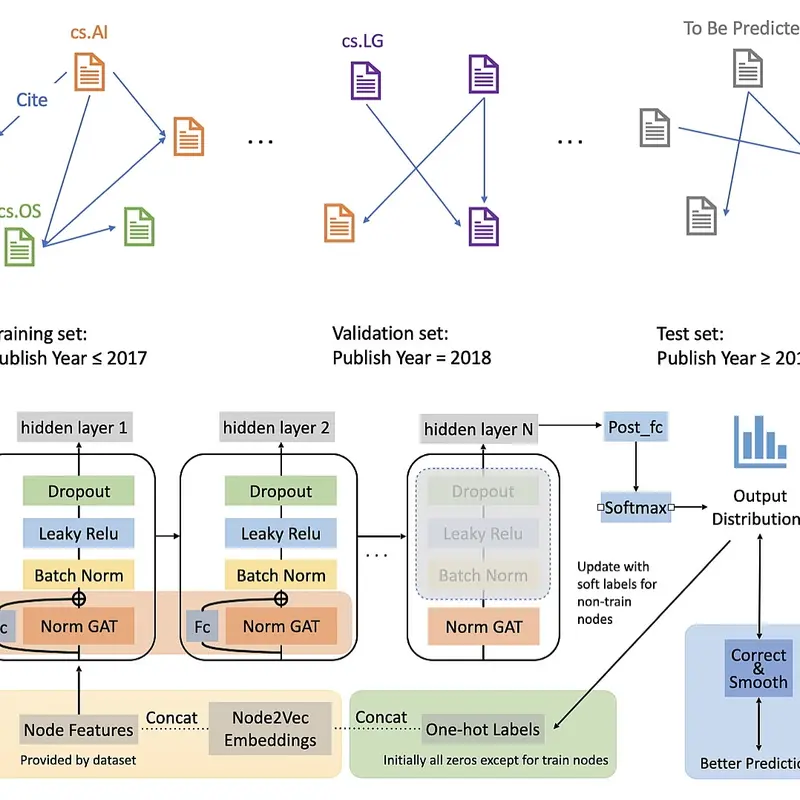 cs.AI
cs.LG
To Be Predicte
Cite
...
...
cs.OS
raining set:
ublish Year ≤ 2017
Validation set:
Publish Year = 2018
Test set:
Publish Year ≥ 201
hidden layer 1
hidden layer 2
hidden layer N
Post_fc
Dropout
Dropout
Dropout
Softmax
Output
Distribution
Leaky Relu
Leaky Relu
Leaky Relu
...
Batch Norm
Batch Norm
Batch Norm
Update with
soft labels for
non-train
nodes
c
Norm GAT
Fc
Norm GAT
Norm GAT
Correct
&
Smooth
Node Features
Concat
Node2Vec
Embeddings
Concat
One-hot Labels
Provided by dataset
Initially all zeros except for train nodes
Better Predictio